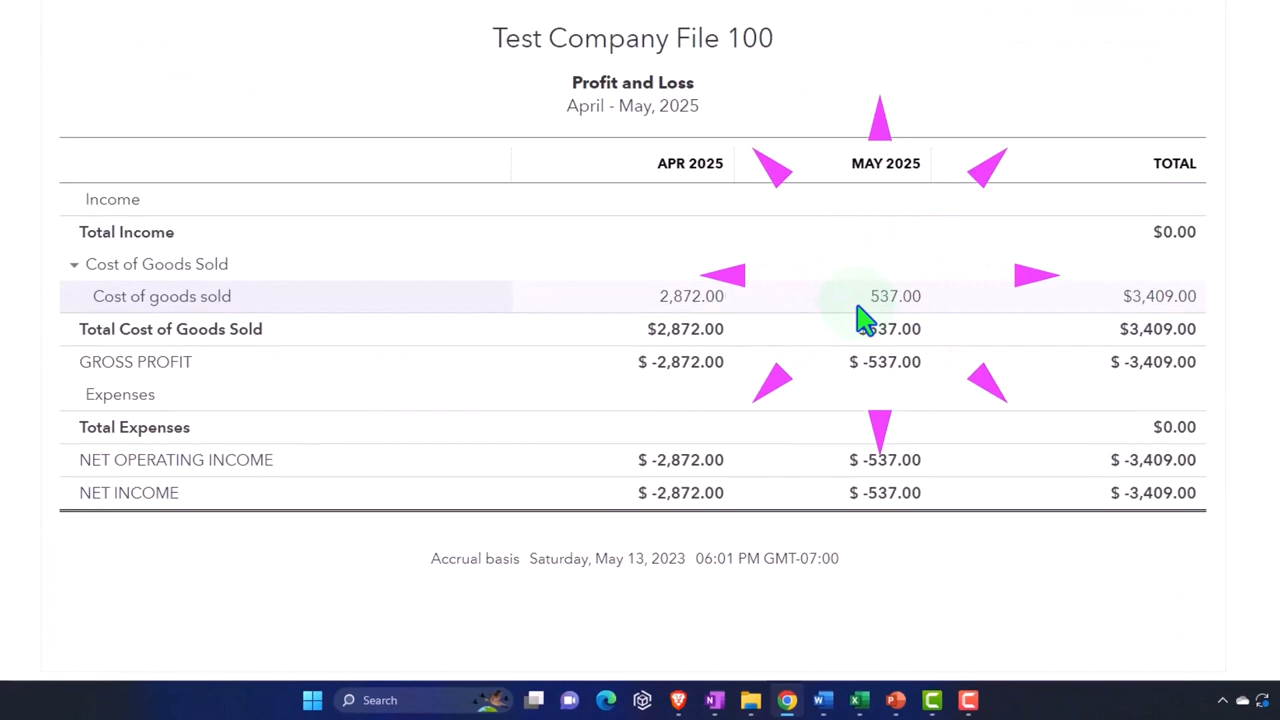 Test Company File 100
Profit and Loss
April - May, 2025
APR 2025 MAY 2025 TOTAL
Income
Total Income $0.00
Cost of Goods Sold
Cost of goods sold 2,872.00 537.00 $3,409.00
Total Cost of Goods Sold $2,872.00 $537.00 $3,409.00
GROSS PROFIT $ -2,872.00 $ -537.00 $ -3,409.00
Expenses
Total Expenses $0.00
NET OPERATING INCOME $ -2,872.00 $ -537.00 $ -3,409.00
NET INCOME $ -2,872.00 $ -537.00 $ -3,409.00
Accrual basis Saturday, May 13, 2023 06:01 PM GMT-07:00
Search